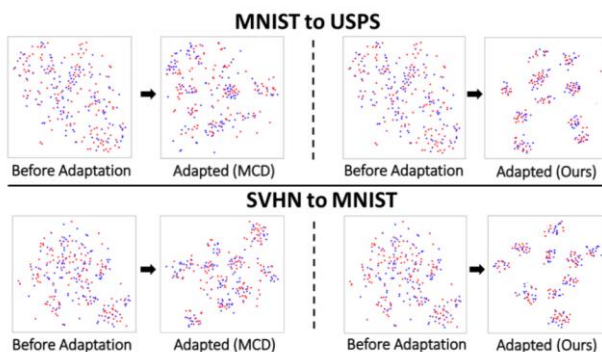 MNIST to USPS
Before Adaptation Adapted (MCD) Before Adaptation Adapted (Ours)
SVHN to MNIST
Before Adaptation Adapted (MCD) Before Adaptation Adapted (Ours)